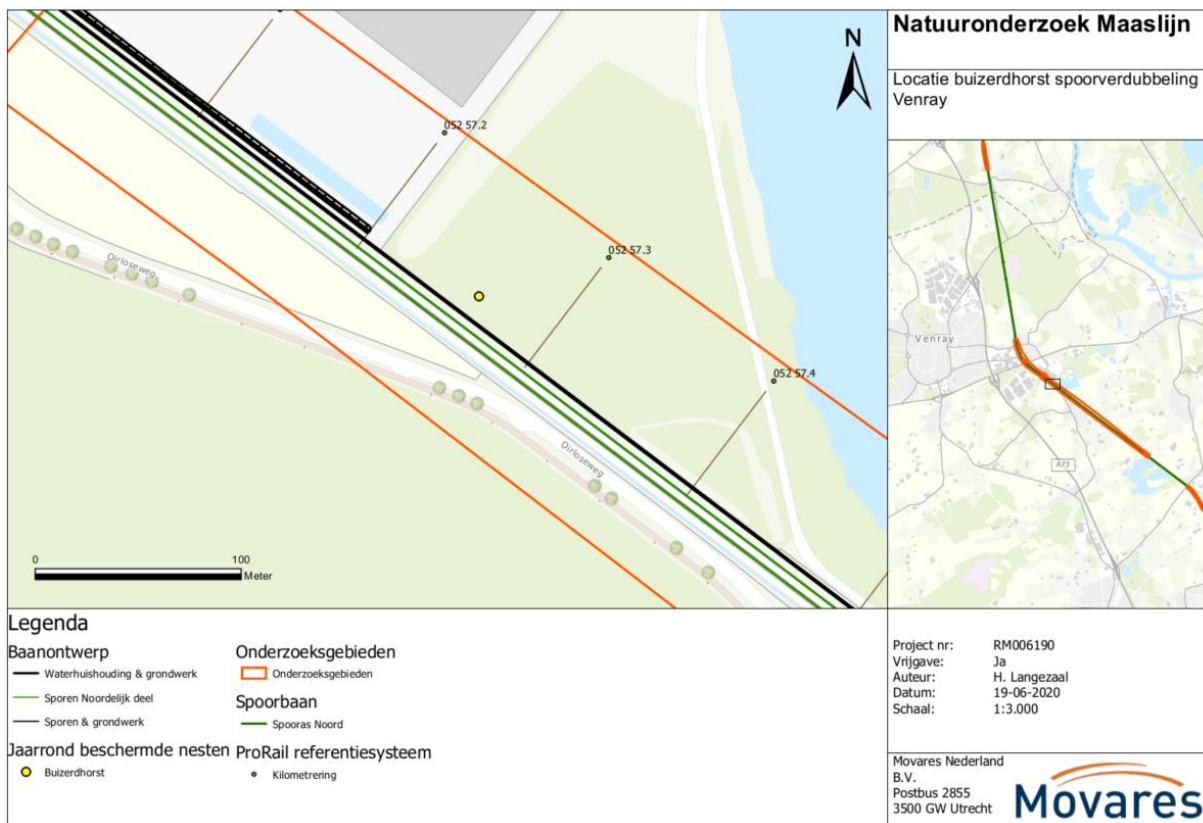 Natuuronderzoek Maaslijn
Locatie buizerdhorst spoorverdubbeling
Venray
N
052 57.2
052 57.3
052 57.4
Oirloseweg
Oirloseweg
0 100
Meter
Venray
A73
Legenda
Baanontwerp
Waterhuishouding & grondwerk
Sporen Noordelijk deel
Sporen & grondwerk
Jaarrond beschermde nesten
Buizerdhorst
Onderzoeksgebieden
Onderzoeksgebieden
Spoorbaan
Spooras Noord
ProRail referentiesysteem
Kilometrering
Project nr: RM006190
Vrijgave: Ja
Auteur: H. Langezaal
Datum: 19-06-2020
Schaal: 1:3.000
Movares Nederland
B.V.
Postbus 2855
3500 GW Utrecht
Movares